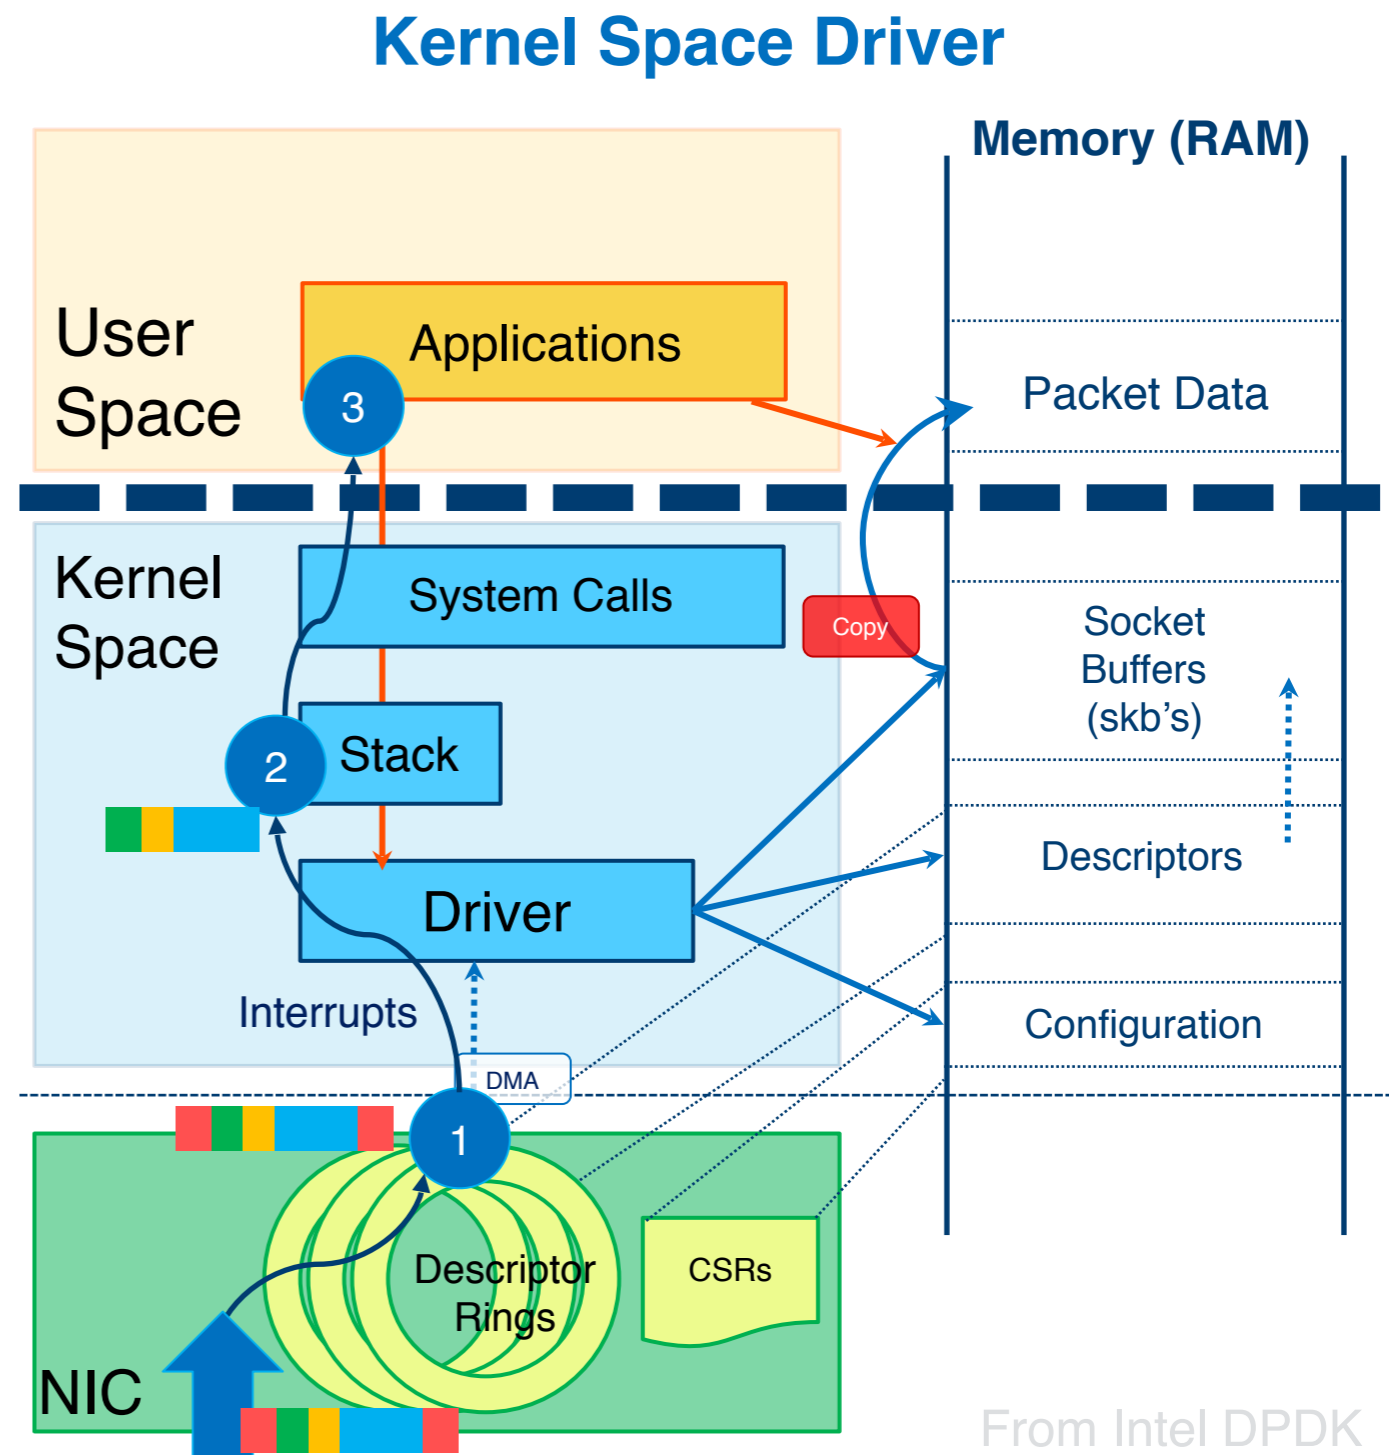 Kernel Space Driver
Memory (RAM)
User
Space
Applications
3
Packet Data
Kernel
Space
System Calls
Copy
Socket
Buffers
(skb's)
2
Stack
Driver
Descriptors
Interrupts
Configuration
DMA
1
Descriptor
Rings
CSRs
NIC
From Intel DPDK